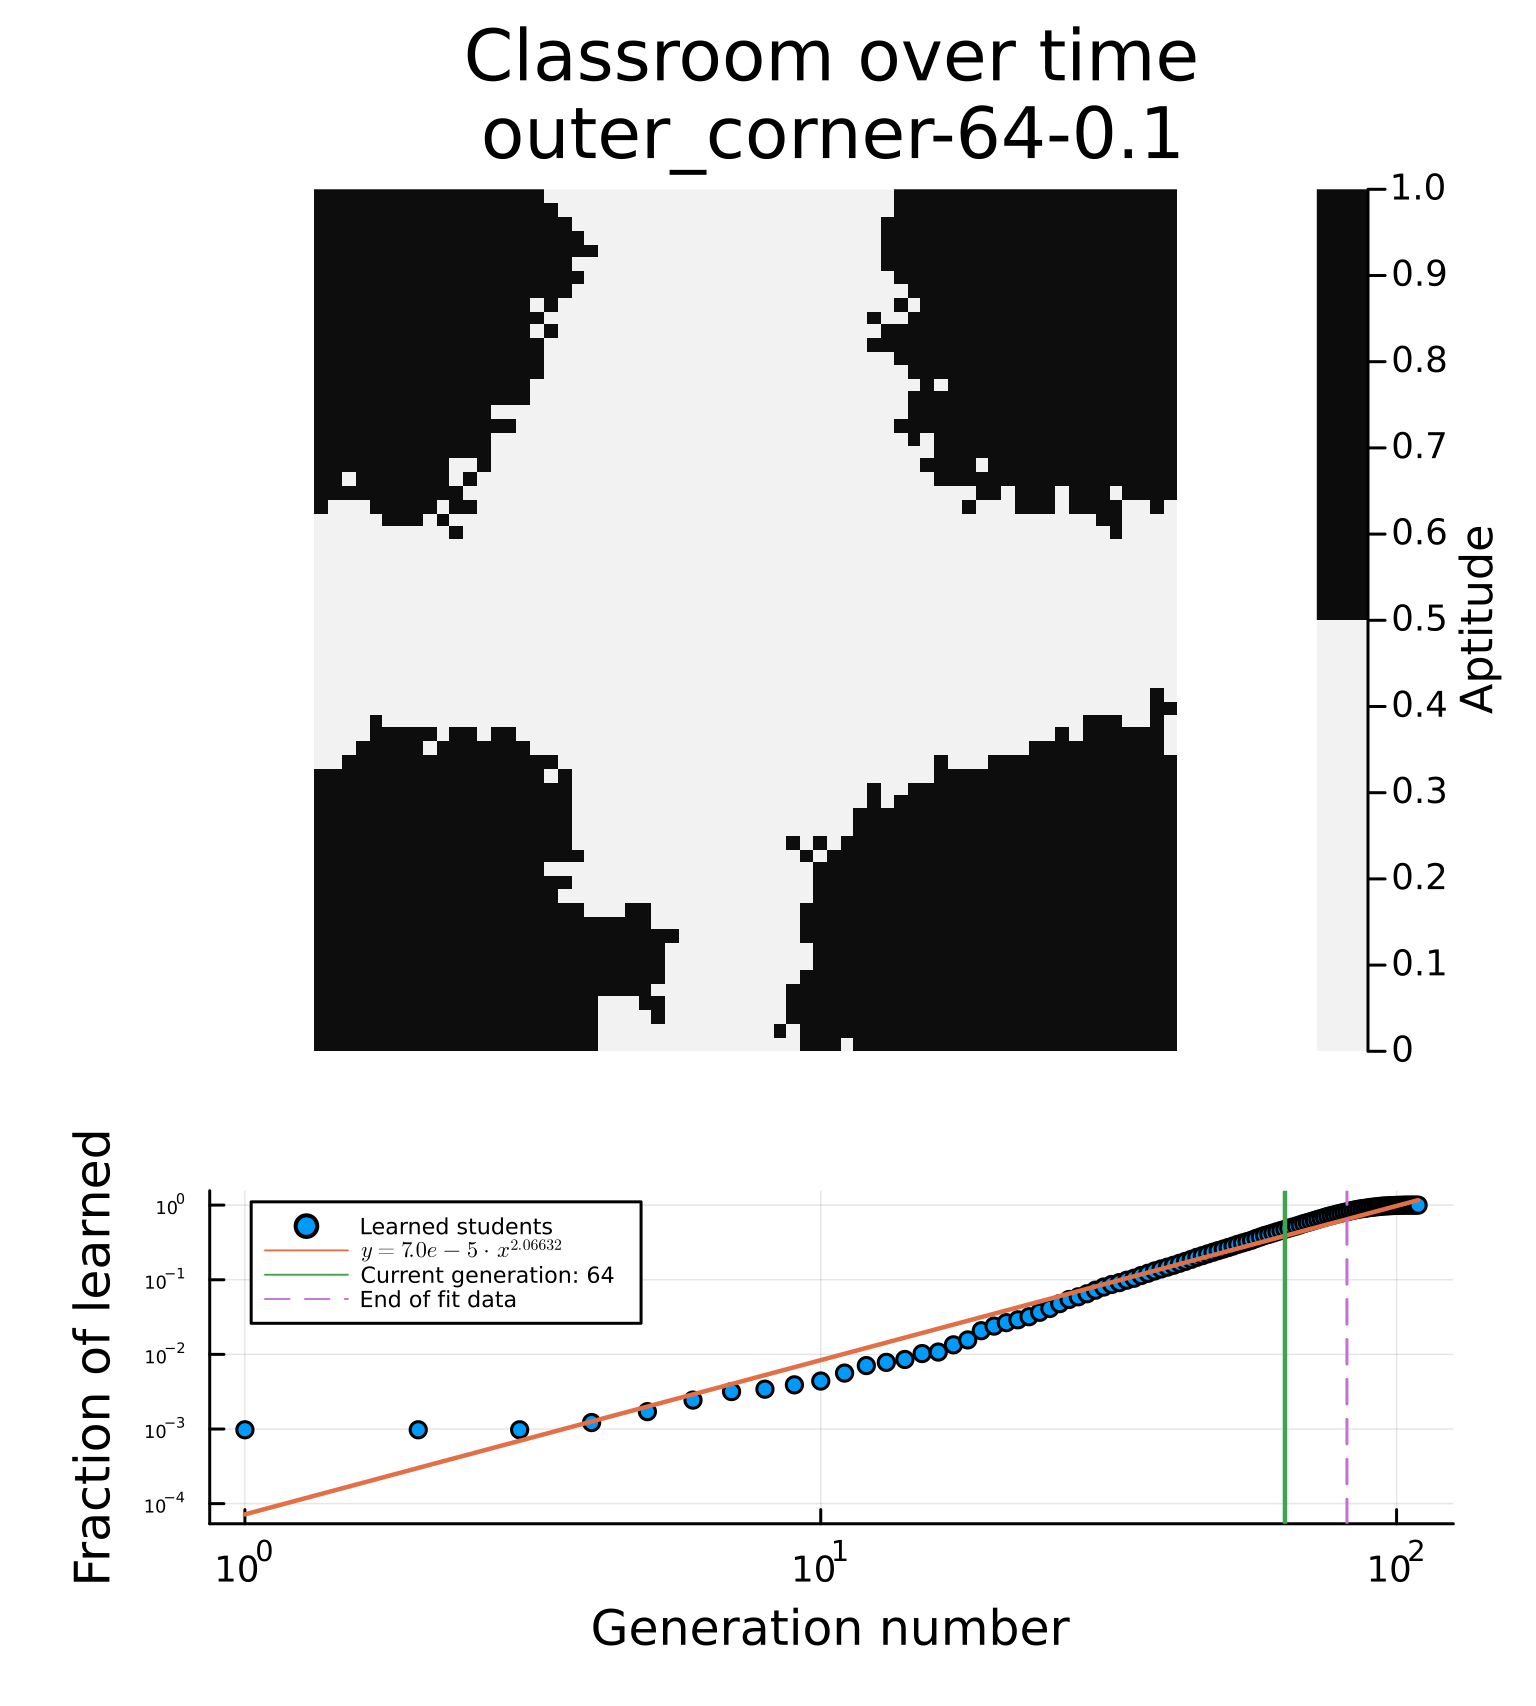 Classroom over time
outer_corner-64-0.1
1.0
0.9
0.8
0.7
0.6
0.5
0.4
0.3
0.2
0.1
0
Aptitude
Fraction of learned
10⁰
10⁻¹
10⁻²
10⁻³
10⁻⁴
Learned students
y = 7.0e − 5 · x^2.06632
Current generation: 64
End of fit data
10⁰ 10¹ 10²
Generation number